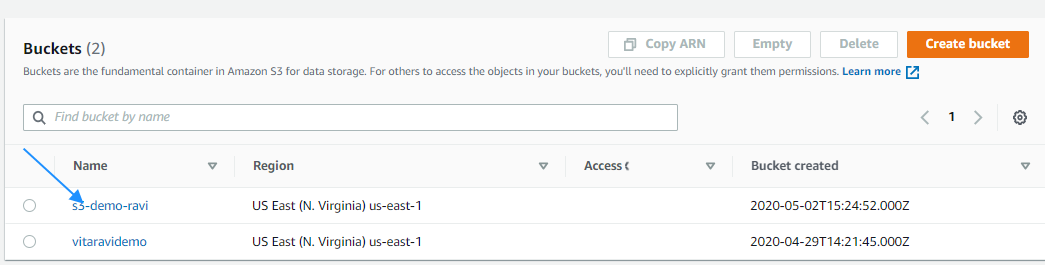 Buckets (2)
Copy ARN
Empty
Delete
Create bucket
Buckets are the fundamental container in Amazon S3 for data storage. For others to access the objects in your buckets, you'll need to explicitly grant them permissions. Learn more
Find bucket by name
1
Name
Region
Access
Bucket created
s3-demo-ravi
US East (N. Virginia) us-east-1
2020-05-02T15:24:52.000Z
vitaravidemo
US East (N. Virginia) us-east-1
2020-04-29T14:21:45.000Z